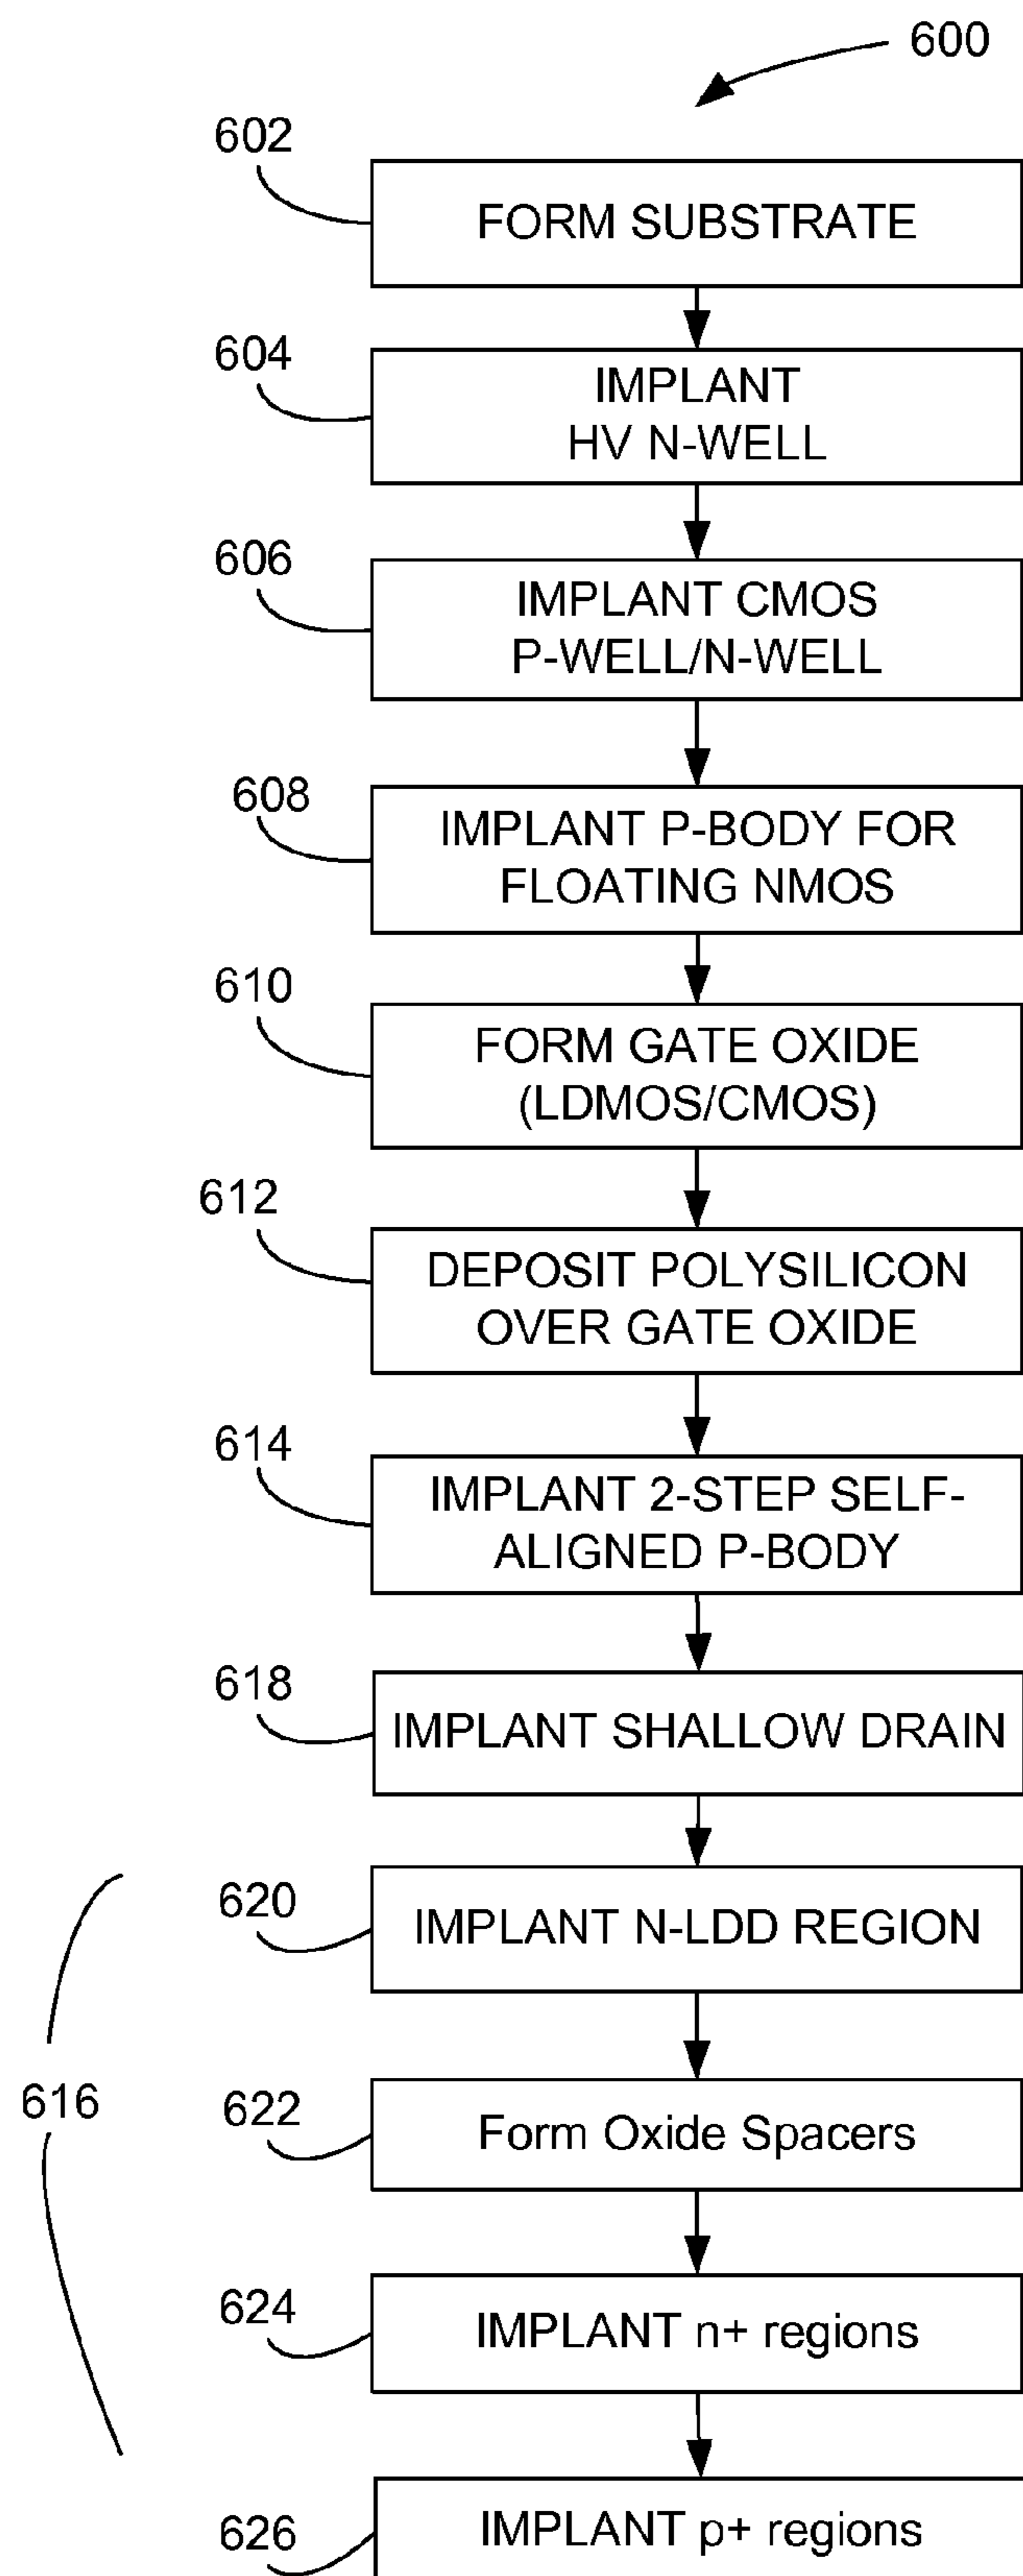 600
602
FORM SUBSTRATE
604
IMPLANT
HV N-WELL
606
IMPLANT CMOS
P-WELL/N-WELL
608
IMPLANT P-BODY FOR
FLOATING NMOS
610
FORM GATE OXIDE
(LDMOS/CMOS)
612
DEPOSIT POLYSILICON
OVER GATE OXIDE
614
IMPLANT 2-STEP SELF-
ALIGNED P-BODY
618
IMPLANT SHALLOW DRAIN
620
IMPLANT N-LDD REGION
616
622
Form Oxide Spacers
624
IMPLANT n+ regions
626
IMPLANT p+ regions